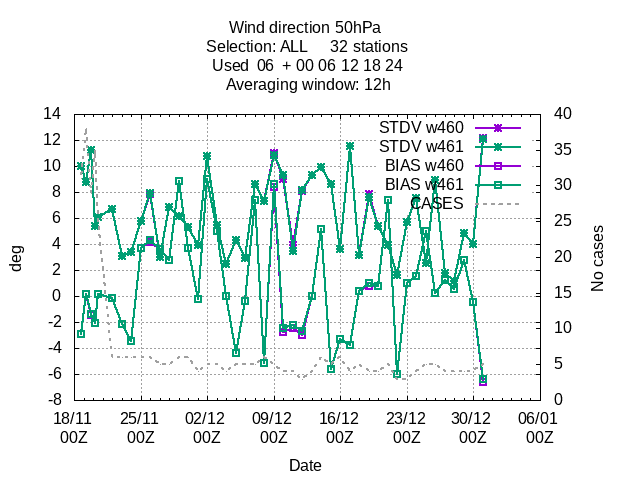 Wind direction 50hPa
Selection: ALL     32 stations
Used  06  + 00 06 12 18 24
Averaging window: 12h
STDV w460
STDV w461
BIAS w460
BIAS w461
CASES
deg
14
12
10
8
6
4
2
0
-2
-4
-6
-8
No cases
40
35
30
25
20
15
10
5
0
18/11 25/11 02/12 09/12 16/12 23/12 30/12 06/01
00Z 00Z 00Z 00Z 00Z 00Z 00Z 00Z
Date